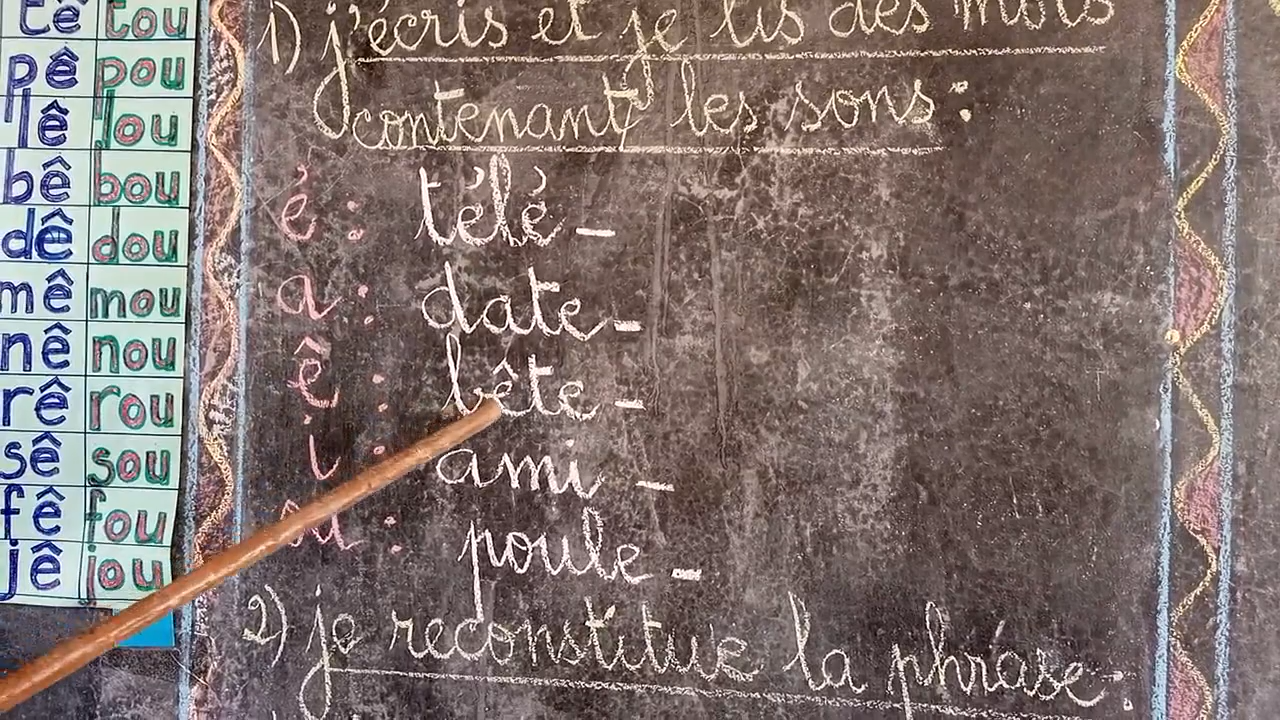 tê tou
pê pou
lê lou
bê bou
dê dou
mê mou
nê nou
rê rou
sê sou
fê fou
jê jou
1) j'écris et je lis des mots
contenant les sons :
é : télé -
a : date -
ê : bête -
i : ami -
ou : poule -
2) je reconstitue la phrase :